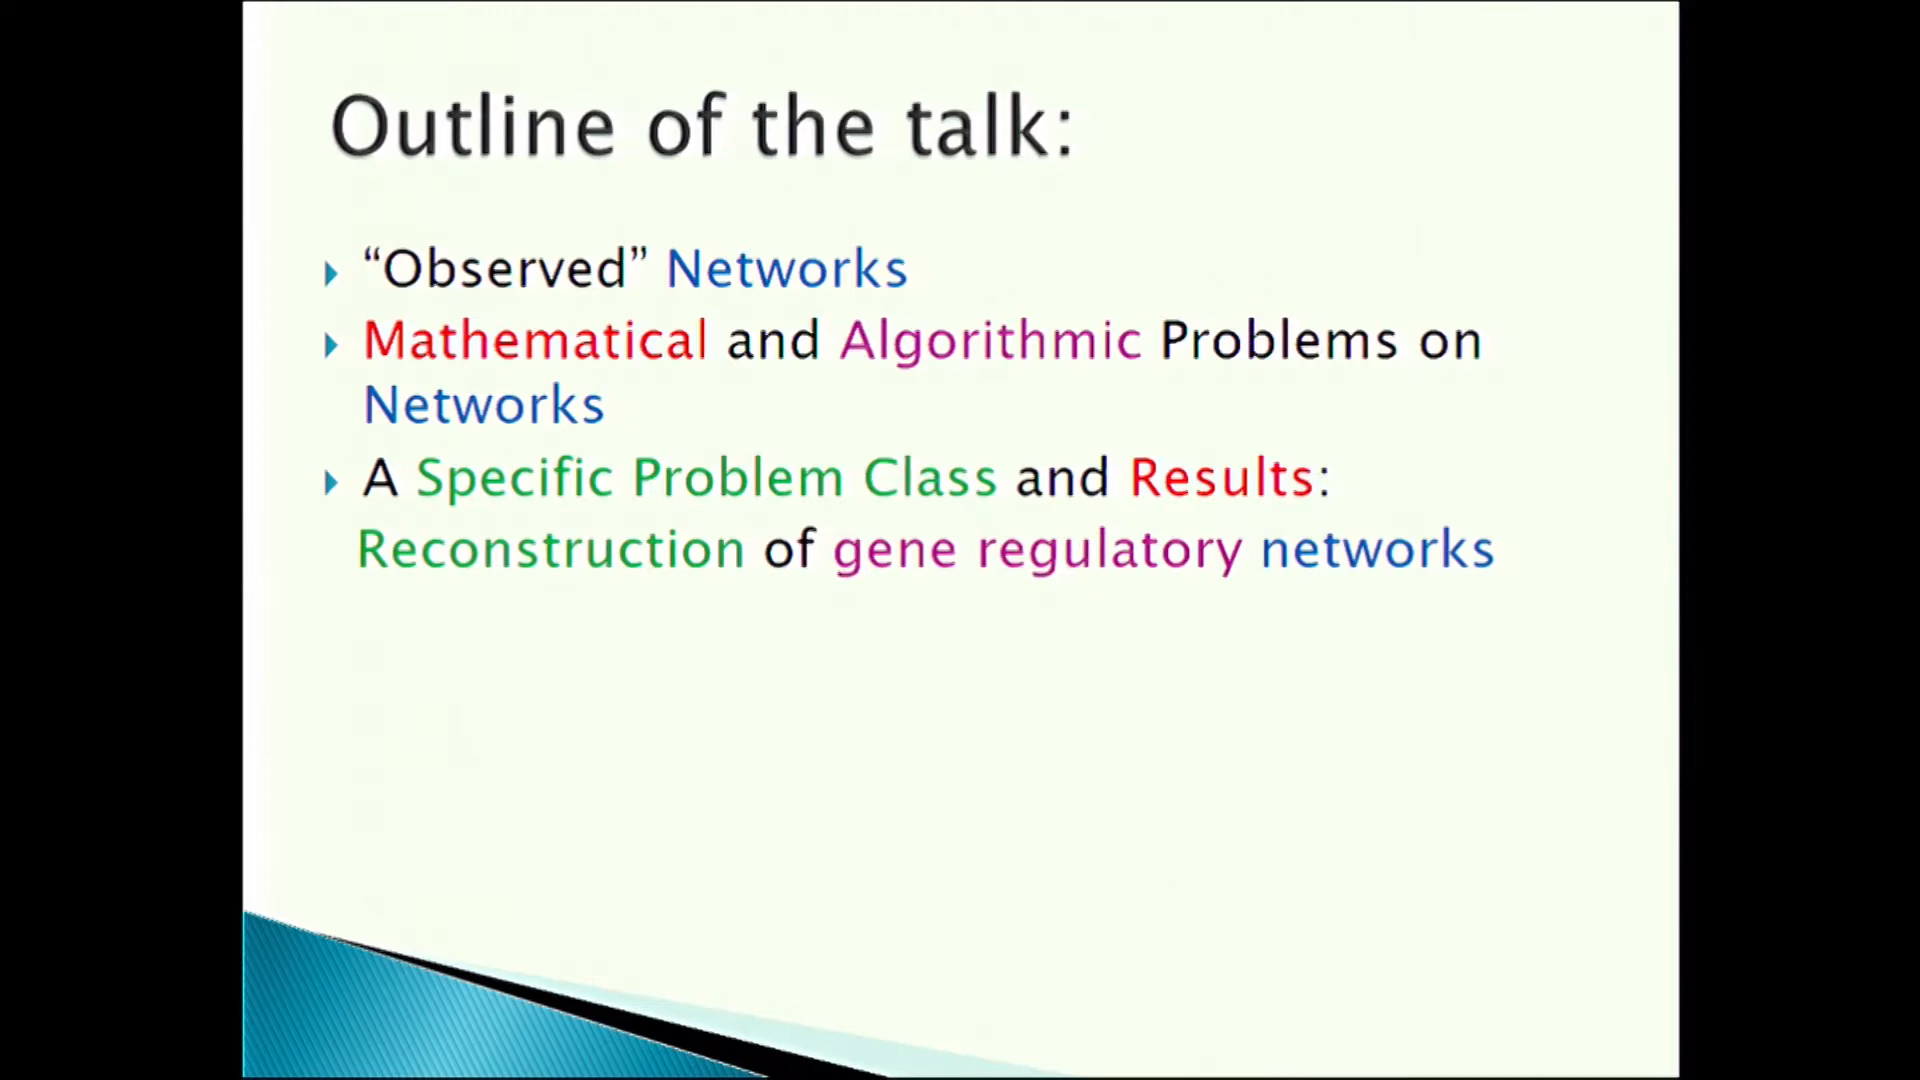 Outline of the talk:
“Observed” Networks
Mathematical and Algorithmic Problems on
Networks
A Specific Problem Class and Results:
Reconstruction of gene regulatory networks